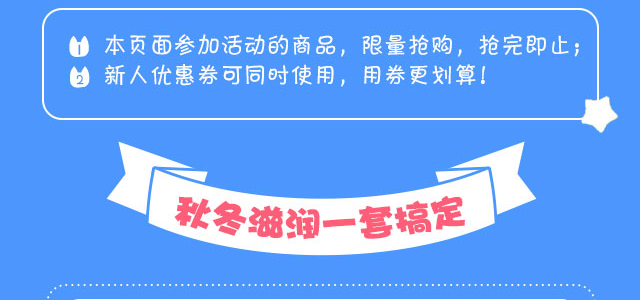 1 本页面参加活动的商品，限量抢购，抢完即止；
2 新人优惠券可同时使用，用券更划算！
秋冬滋润一套搞定